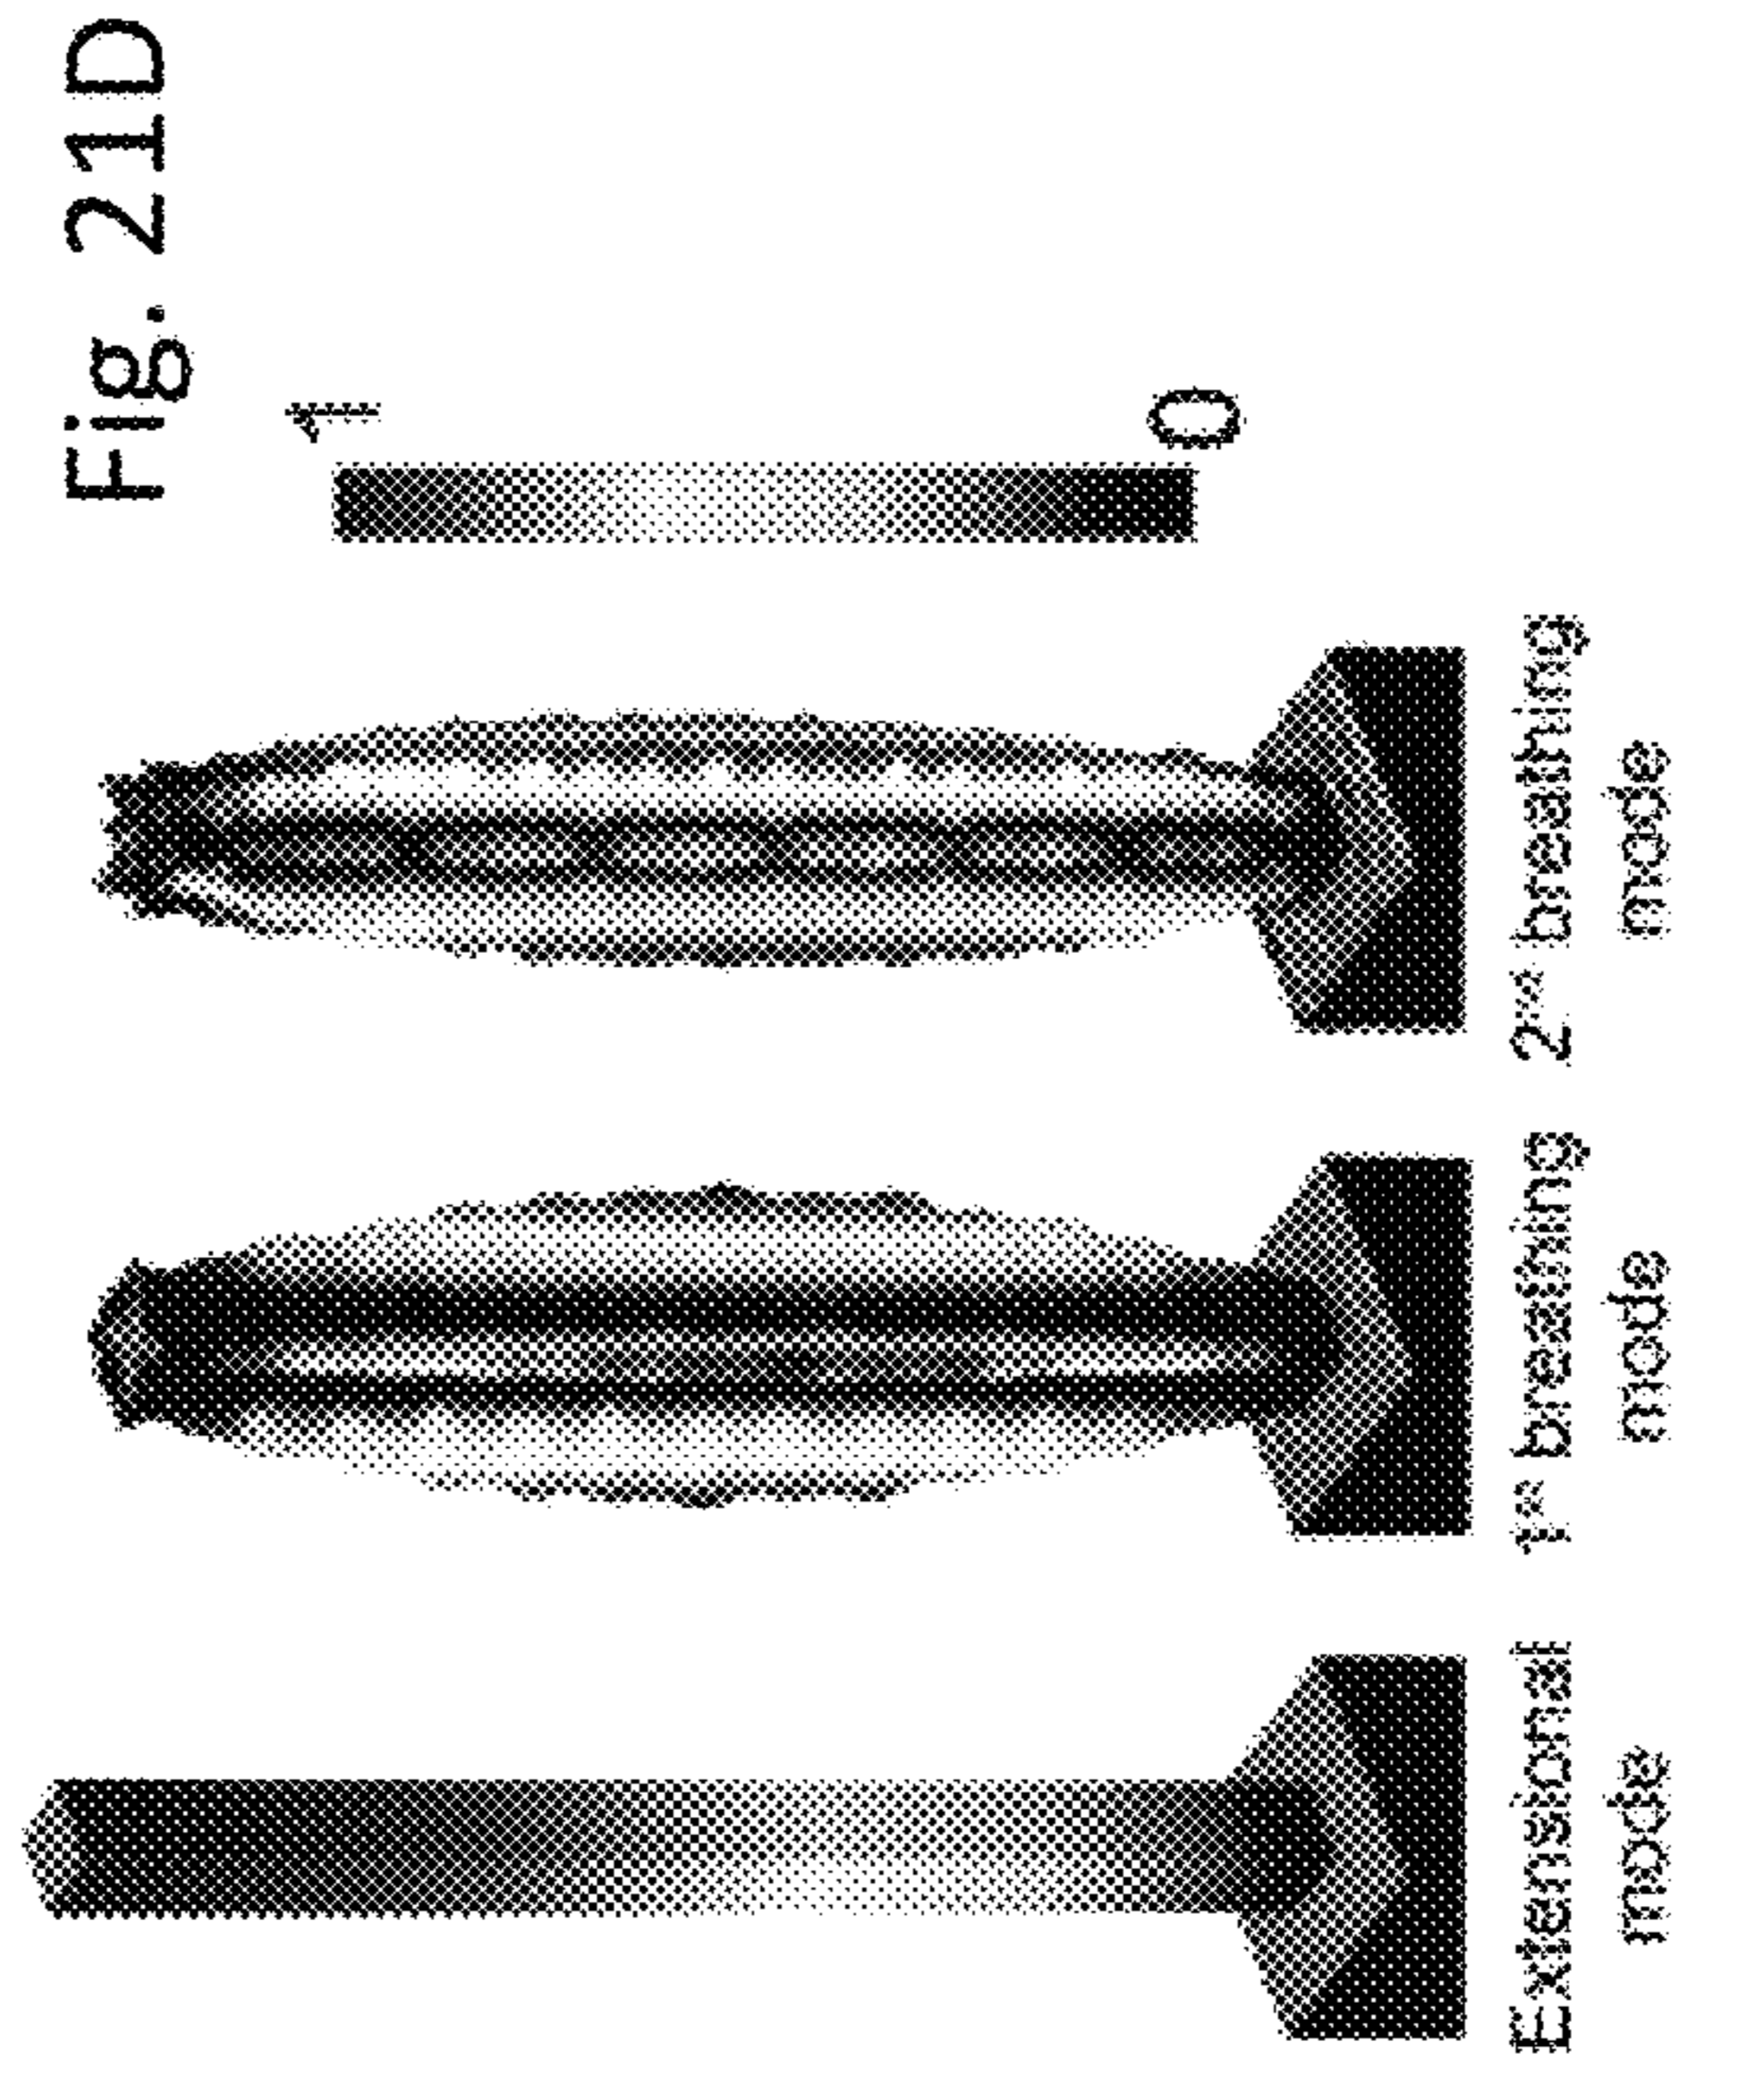 Fig. 21D
1
0
Extensional
mode
1st breathing
mode
2nd breathing
mode